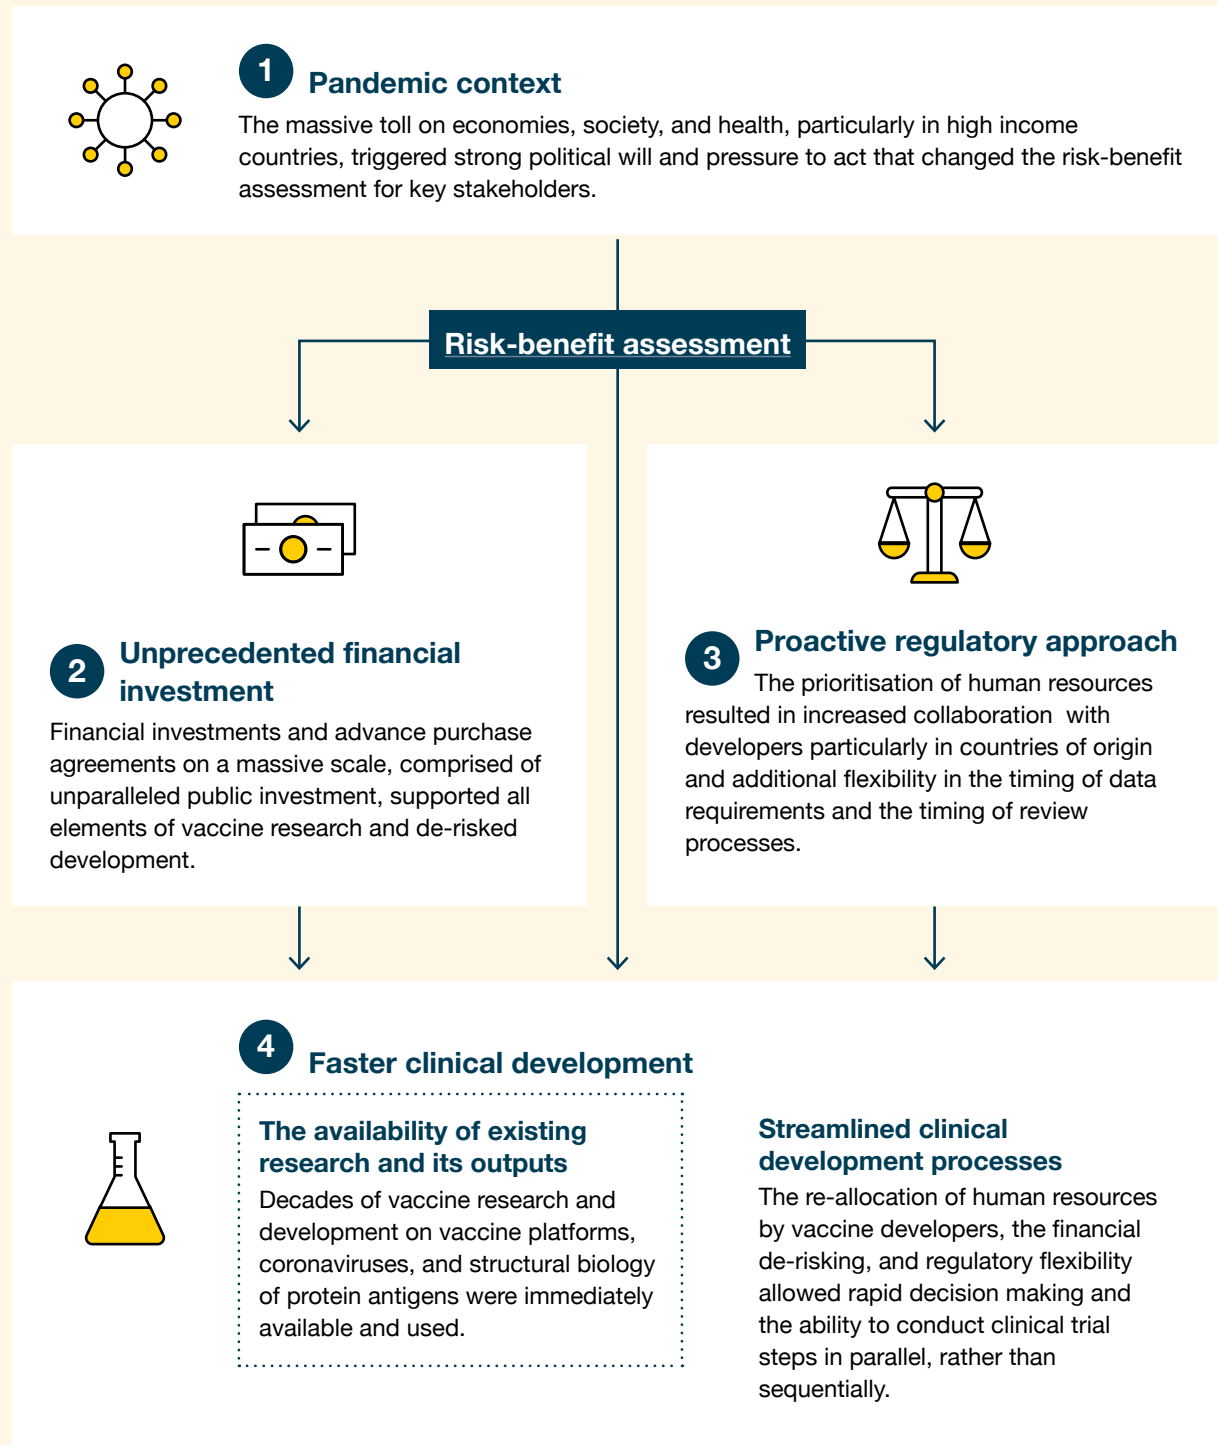 1
Pandemic context
The massive toll on economies, society, and health, particularly in high income
countries, triggered strong political will and pressure to act that changed the risk-benefit
assessment for key stakeholders.
Risk-benefit assessment
2
Unprecedented financial
investment
Financial investments and advance purchase
agreements on a massive scale, comprised of
unparalleled public investment, supported all
elements of vaccine research and de-risked
development.
3
Proactive regulatory approach
The prioritisation of human resources
resulted in increased collaboration  with
developers particularly in countries of origin
and additional flexibility in the timing of data
requirements and the timing of review
processes.
4
Faster clinical development
The availability of existing
research and its outputs
Decades of vaccine research and
development on vaccine platforms,
coronaviruses, and structural biology
of protein antigens were immediately
available and used.
Streamlined clinical
development processes
The re-allocation of human resources
by vaccine developers, the financial
de-risking, and regulatory flexibility
allowed rapid decision making and
the ability to conduct clinical trial
steps in parallel, rather than
sequentially.